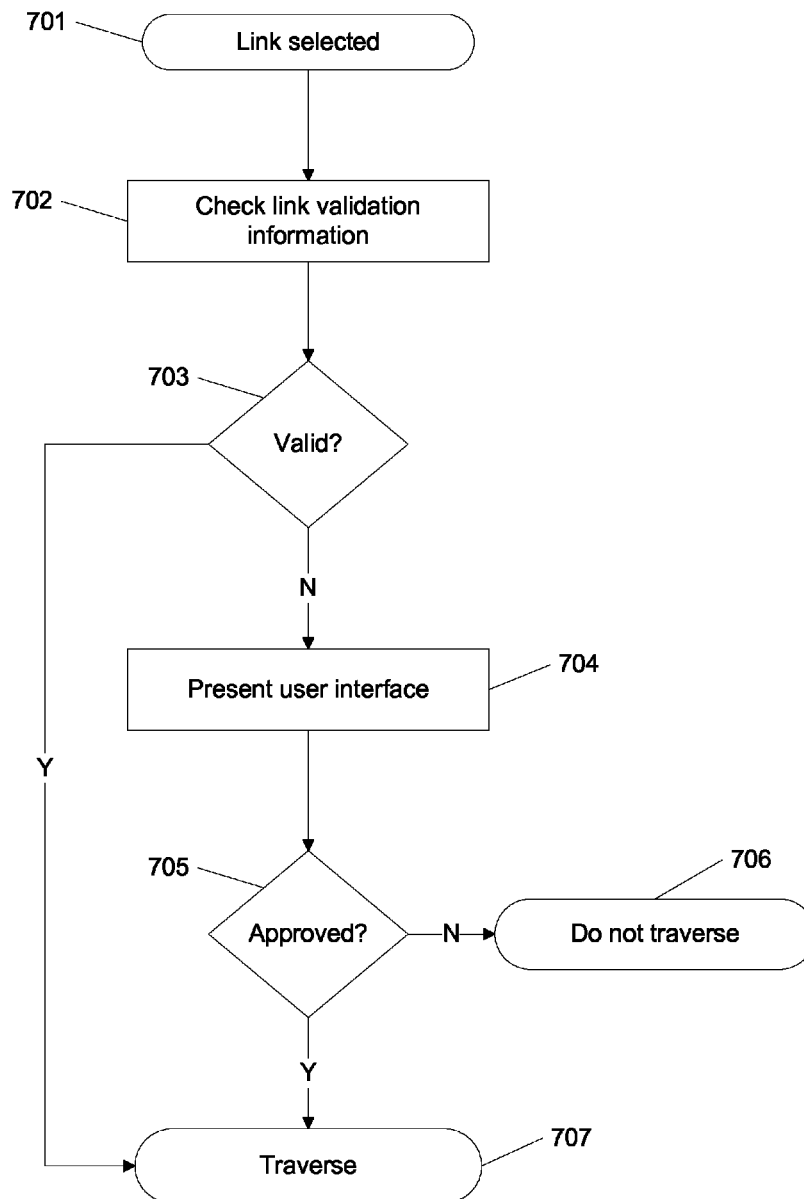 701
Link selected
702
Check link validation
information
703
Valid?
N
704
Present user interface
Y
705
Approved?
N
706
Do not traverse
Y
707
Traverse